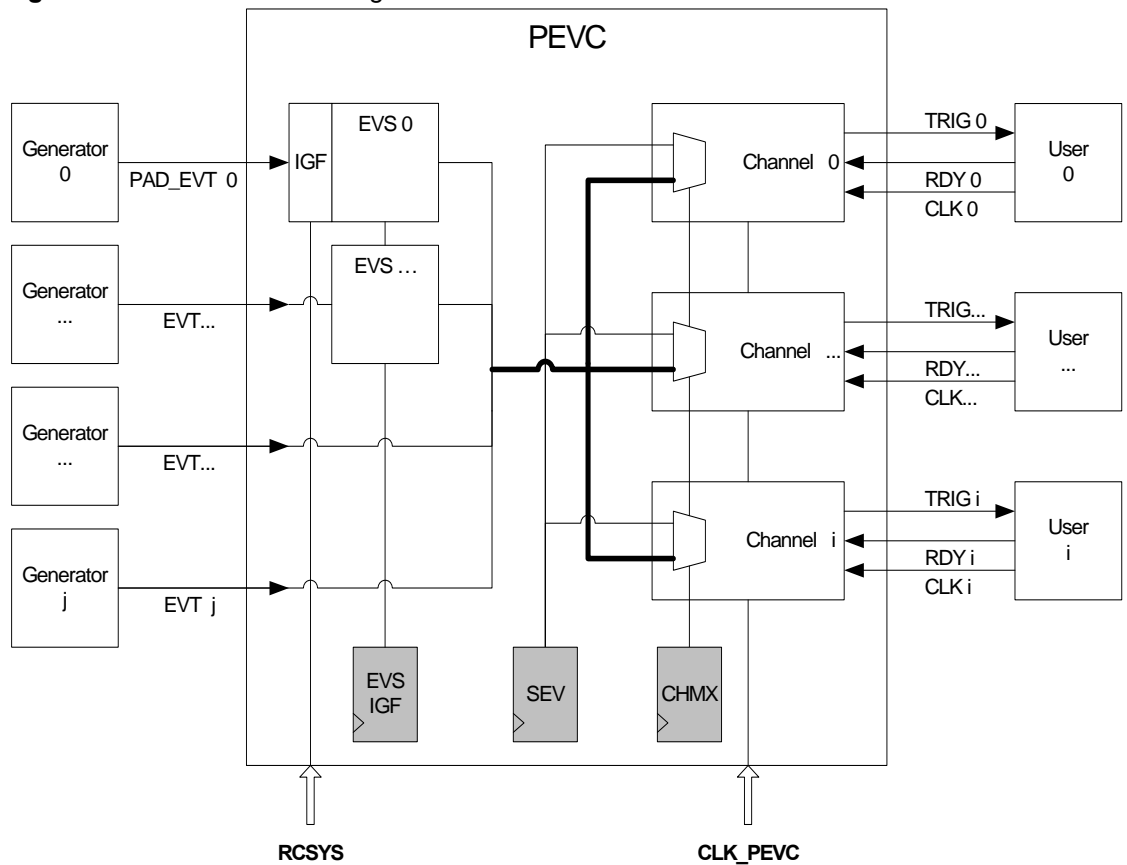 PEVC
Generator
0
PAD_EVT 0
IGF
EVS 0
Channel 0
TRIG 0
RDY 0
CLK 0
User
0
Generator
...
EVT...
EVS ...
Channel ...
TRIG...
RDY...
CLK...
User
...
Generator
...
EVT...
Generator
j
EVT j
Channel i
TRIG i
RDY i
CLK i
User
i
EVS
IGF
SEV
CHMX
RCSYS
CLK_PEVC